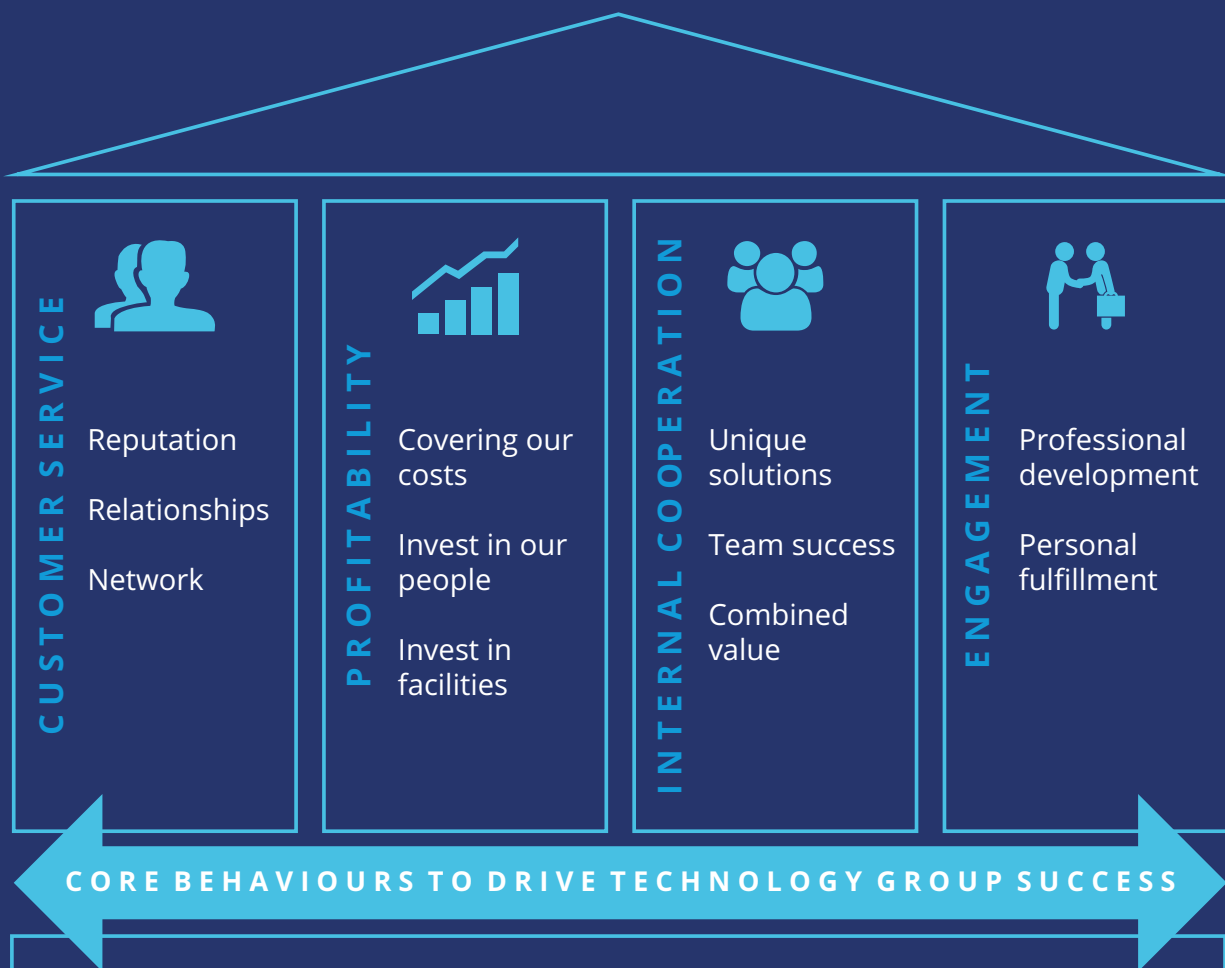 CUSTOMER SERVICE
Reputation
Relationships
Network
PROFITABILITY
Covering our
costs
Invest in our
people
Invest in
facilities
INTERNAL COOPERATION
Unique
solutions
Team success
Combined
value
ENGAGEMENT
Professional
development
Personal
fulfillment
CORE BEHAVIOURS TO DRIVE TECHNOLOGY GROUP SUCCESS